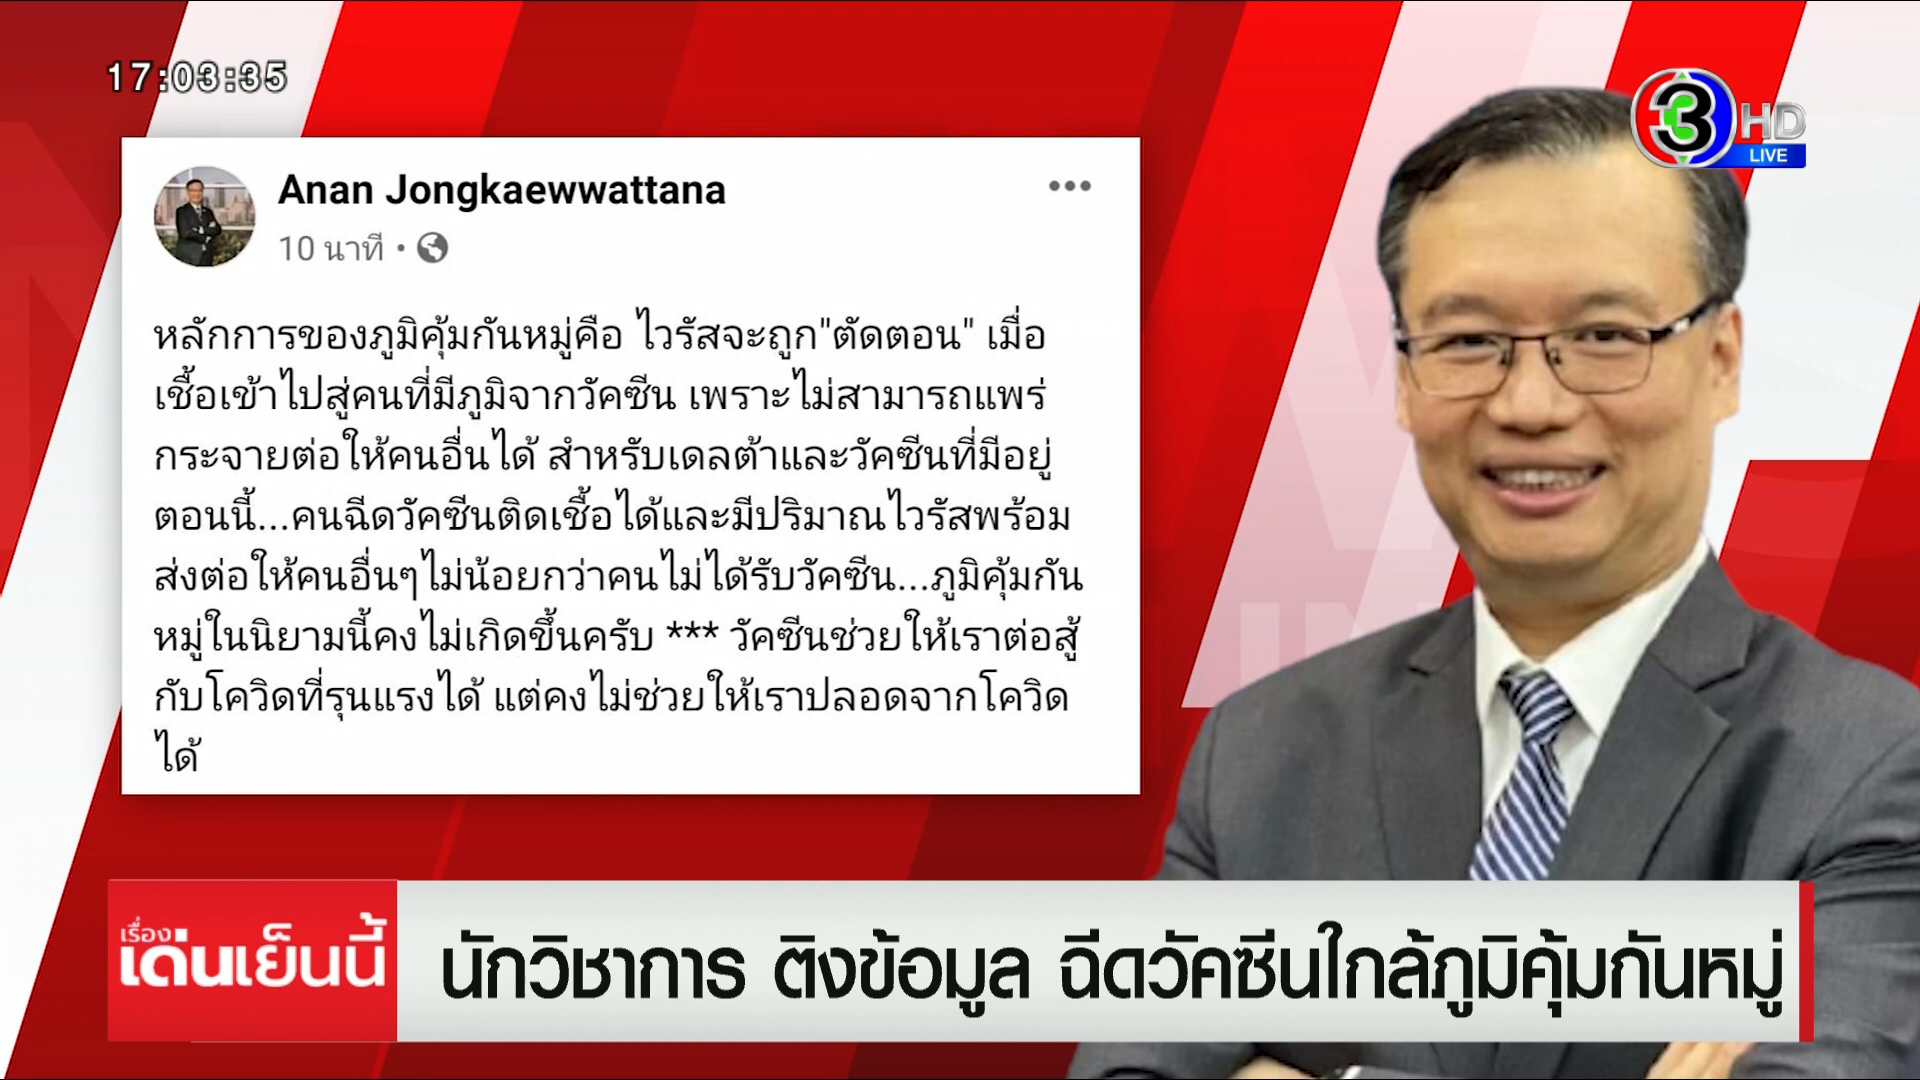 17:03:35
3 HD
LIVE
Anan Jongkaewwattana
10 นาที
หลักการของภูมิคุ้มกันหมู่คือ ไวรัสจะถูก"ตัดตอน" เมื่อ
เชื้อเข้าไปสู่คนที่มีภูมิจากวัคซีน เพราะไม่สามารถแพร่
กระจายต่อให้คนอื่นได้ สำหรับเดลต้าและวัคซีนที่มีอยู่
ตอนนี้...คนฉีดวัคซีนติดเชื้อได้และมีปริมาณไวรัสพร้อม
ส่งต่อให้คนอื่นๆไม่น้อยกว่าคนไม่ได้รับวัคซีน...ภูมิคุ้มกัน
หมู่ในนิยามนี้คงไม่เกิดขึ้นครับ *** วัคซีนช่วยให้เราต่อสู้
กับโควิดที่รุนแรงได้ แต่คงไม่ช่วยให้เราปลอดจากโควิด
ได้
เรื่อง
เด่นเย็นนี้
นักวิชาการ ติงข้อมูล ฉีดวัคซีนใกล้ภูมิคุ้มกันหมู่